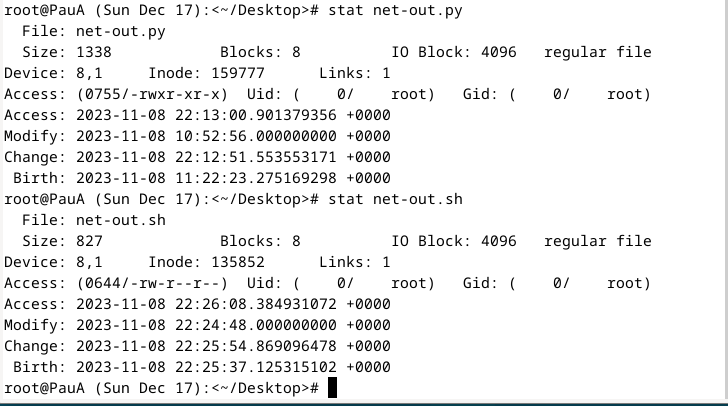 root@PauA (Sun Dec 17):<~/Desktop># stat net-out.py
  File: net-out.py
  Size: 1338            Blocks: 8          IO Block: 4096   regular file
Device: 8,1     Inode: 159777      Links: 1
Access: (0755/-rwxr-xr-x)  Uid: (    0/    root)   Gid: (    0/    root)
Access: 2023-11-08 22:13:00.901379356 +0000
Modify: 2023-11-08 10:52:56.000000000 +0000
Change: 2023-11-08 22:12:51.553553171 +0000
 Birth: 2023-11-08 11:22:23.275169298 +0000
root@PauA (Sun Dec 17):<~/Desktop># stat net-out.sh
  File: net-out.sh
  Size: 827             Blocks: 8          IO Block: 4096   regular file
Device: 8,1     Inode: 135852      Links: 1
Access: (0644/-rw-r--r--)  Uid: (    0/    root)   Gid: (    0/    root)
Access: 2023-11-08 22:26:08.384931072 +0000
Modify: 2023-11-08 22:24:48.000000000 +0000
Change: 2023-11-08 22:25:54.869096478 +0000
 Birth: 2023-11-08 22:25:37.125315102 +0000
root@PauA (Sun Dec 17):<~/Desktop>#